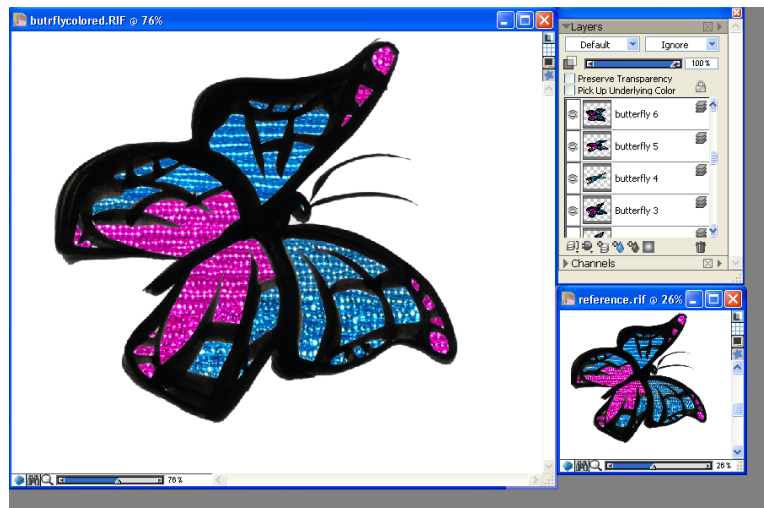 butrflycolored.RIF @ 76%
Layers
Default Ignore
100%
Preserve Transparency
Pick Up Underlying Color
butterfly 6
butterfly 5
butterfly 4
Butterfly 3
Channels
reference.rif @ 26%
26%
76%